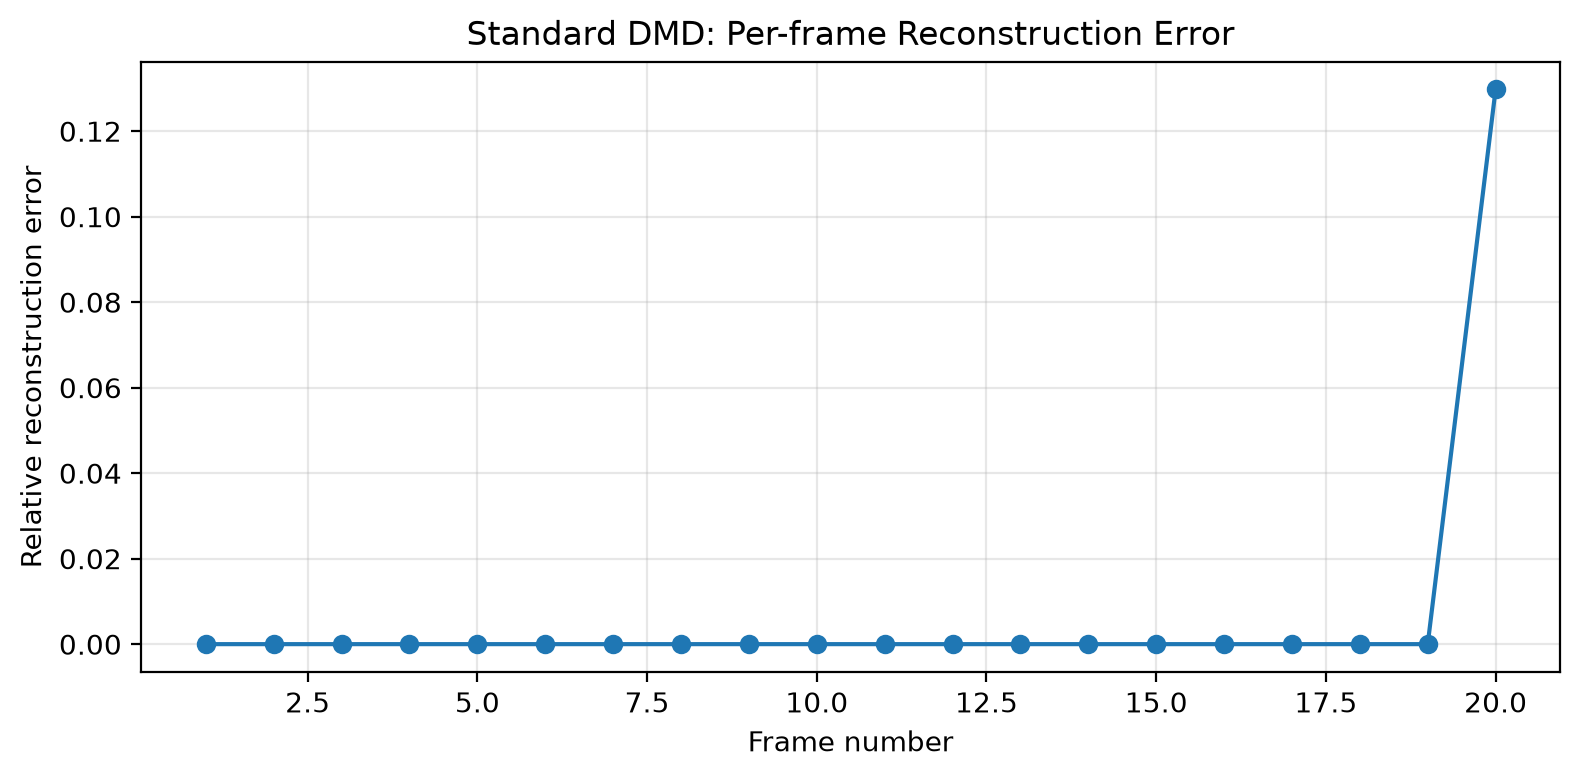 Standard DMD: Per-frame Reconstruction Error
Relative reconstruction error
0.12
0.10
0.08
0.06
0.04
0.02
0.00
2.5 5.0 7.5 10.0 12.5 15.0 17.5 20.0
Frame number